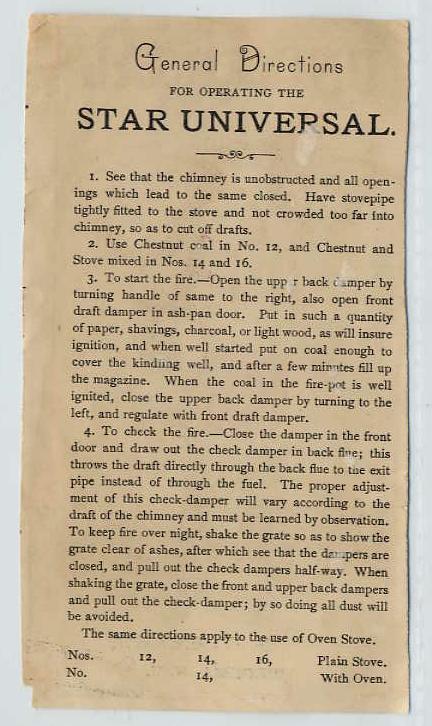 General Directions
FOR OPERATING THE
STAR UNIVERSAL.
1. See that the chimney is unobstructed and all open-
ings which lead to the same closed. Have stovepipe
tightly fitted to the stove and not crowded too far into
chimney, so as to cut off drafts.
2. Use Chestnut coal in No. 12, and Chestnut and
Stove mixed in Nos. 14 and 16.
3. To start the fire.—Open the upper back damper by
turning handle of same to the right, also open front
draft damper in ash-pan door. Put in such a quantity
of paper, shavings, charcoal, or light wood, as will insure
ignition, and when well started put on coal enough to
cover the kindling well, and after a few minutes fill up
the magazine. When the coal in the fire-pot is well
ignited, close the upper back damper by turning to the
left, and regulate with front draft damper.
4. To check the fire.—Close the damper in the front
door and draw out the check damper in back flue; this
throws the draft directly through the back flue to the exit
pipe instead of through the fuel. The proper adjust-
ment of this check-damper will vary according to the
draft of the chimney and must be learned by observation.
To keep fire over night, shake the grate so as to show the
grate clear of ashes, after which see that the dampers are
closed, and pull out the check dampers half-way. When
shaking the grate, close the front and upper back dampers
and pull out the check-damper; by so doing all dust will
be avoided.
The same directions apply to the use of Oven Stove.
Nos. 12, 14, 16, Plain Stove.
No. 14, With Oven.